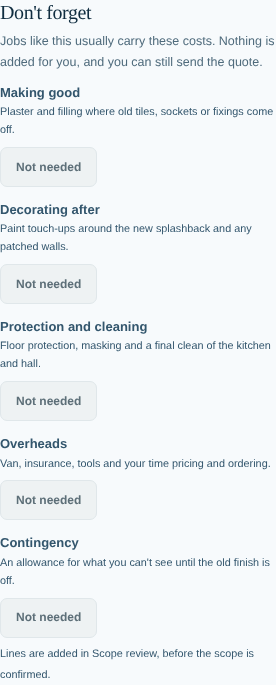 Don't forget
Jobs like this usually carry these costs. Nothing is
added for you, and you can still send the quote.
Making good
Plaster and filling where old tiles, sockets or fixings come
off.
Not needed
Decorating after
Paint touch-ups around the new splashback and any
patched walls.
Not needed
Protection and cleaning
Floor protection, masking and a final clean of the kitchen
and hall.
Not needed
Overheads
Van, insurance, tools and your time pricing and ordering.
Not needed
Contingency
An allowance for what you can't see until the old finish is
off.
Not needed
Lines are added in Scope review, before the scope is
confirmed.